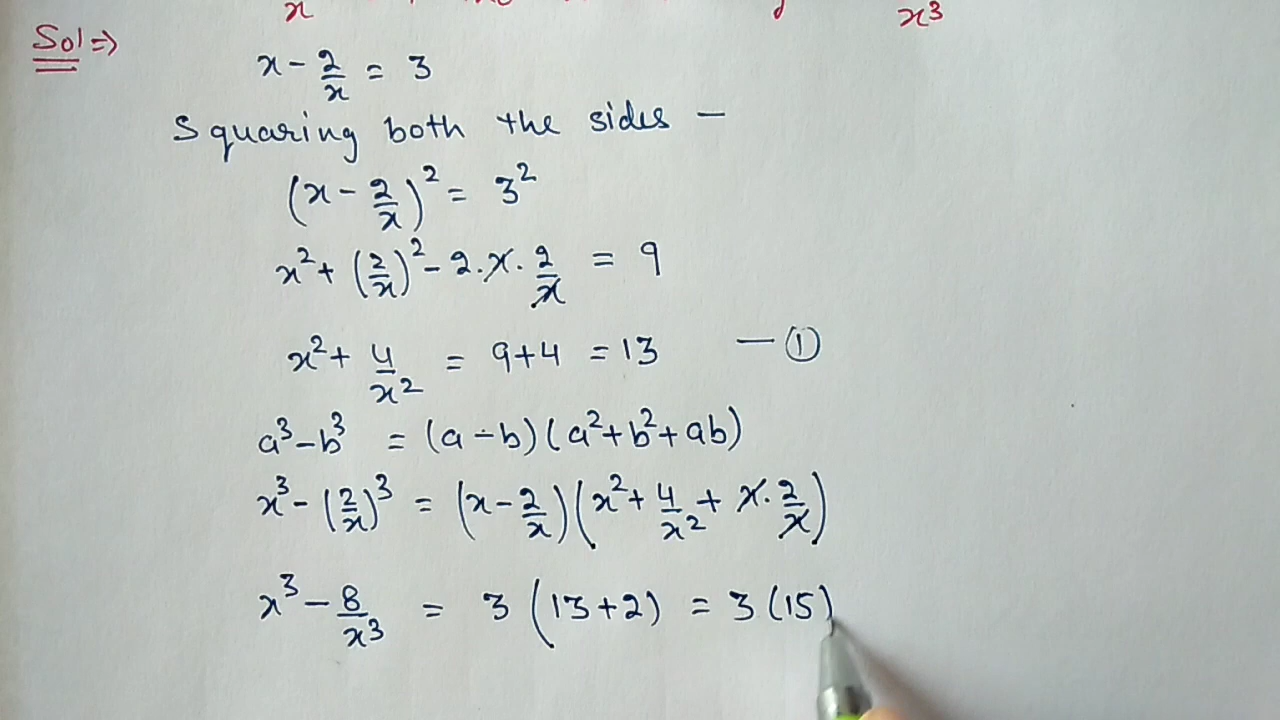 x x³
Sol ⇒
x - 2/x = 3
Squaring both the sides —
(x - 2/x)² = 3²
x² + (2/x)² - 2·x·2/x = 9
x² + 4/x² = 9+4 = 13 — ①
a³ - b³ = (a - b)(a² + b² + ab)
x³ - (2/x)³ = (x - 2/x)(x² + 4/x² + x·2/x)
x³ - 8/x³ = 3(13+2) = 3(15)